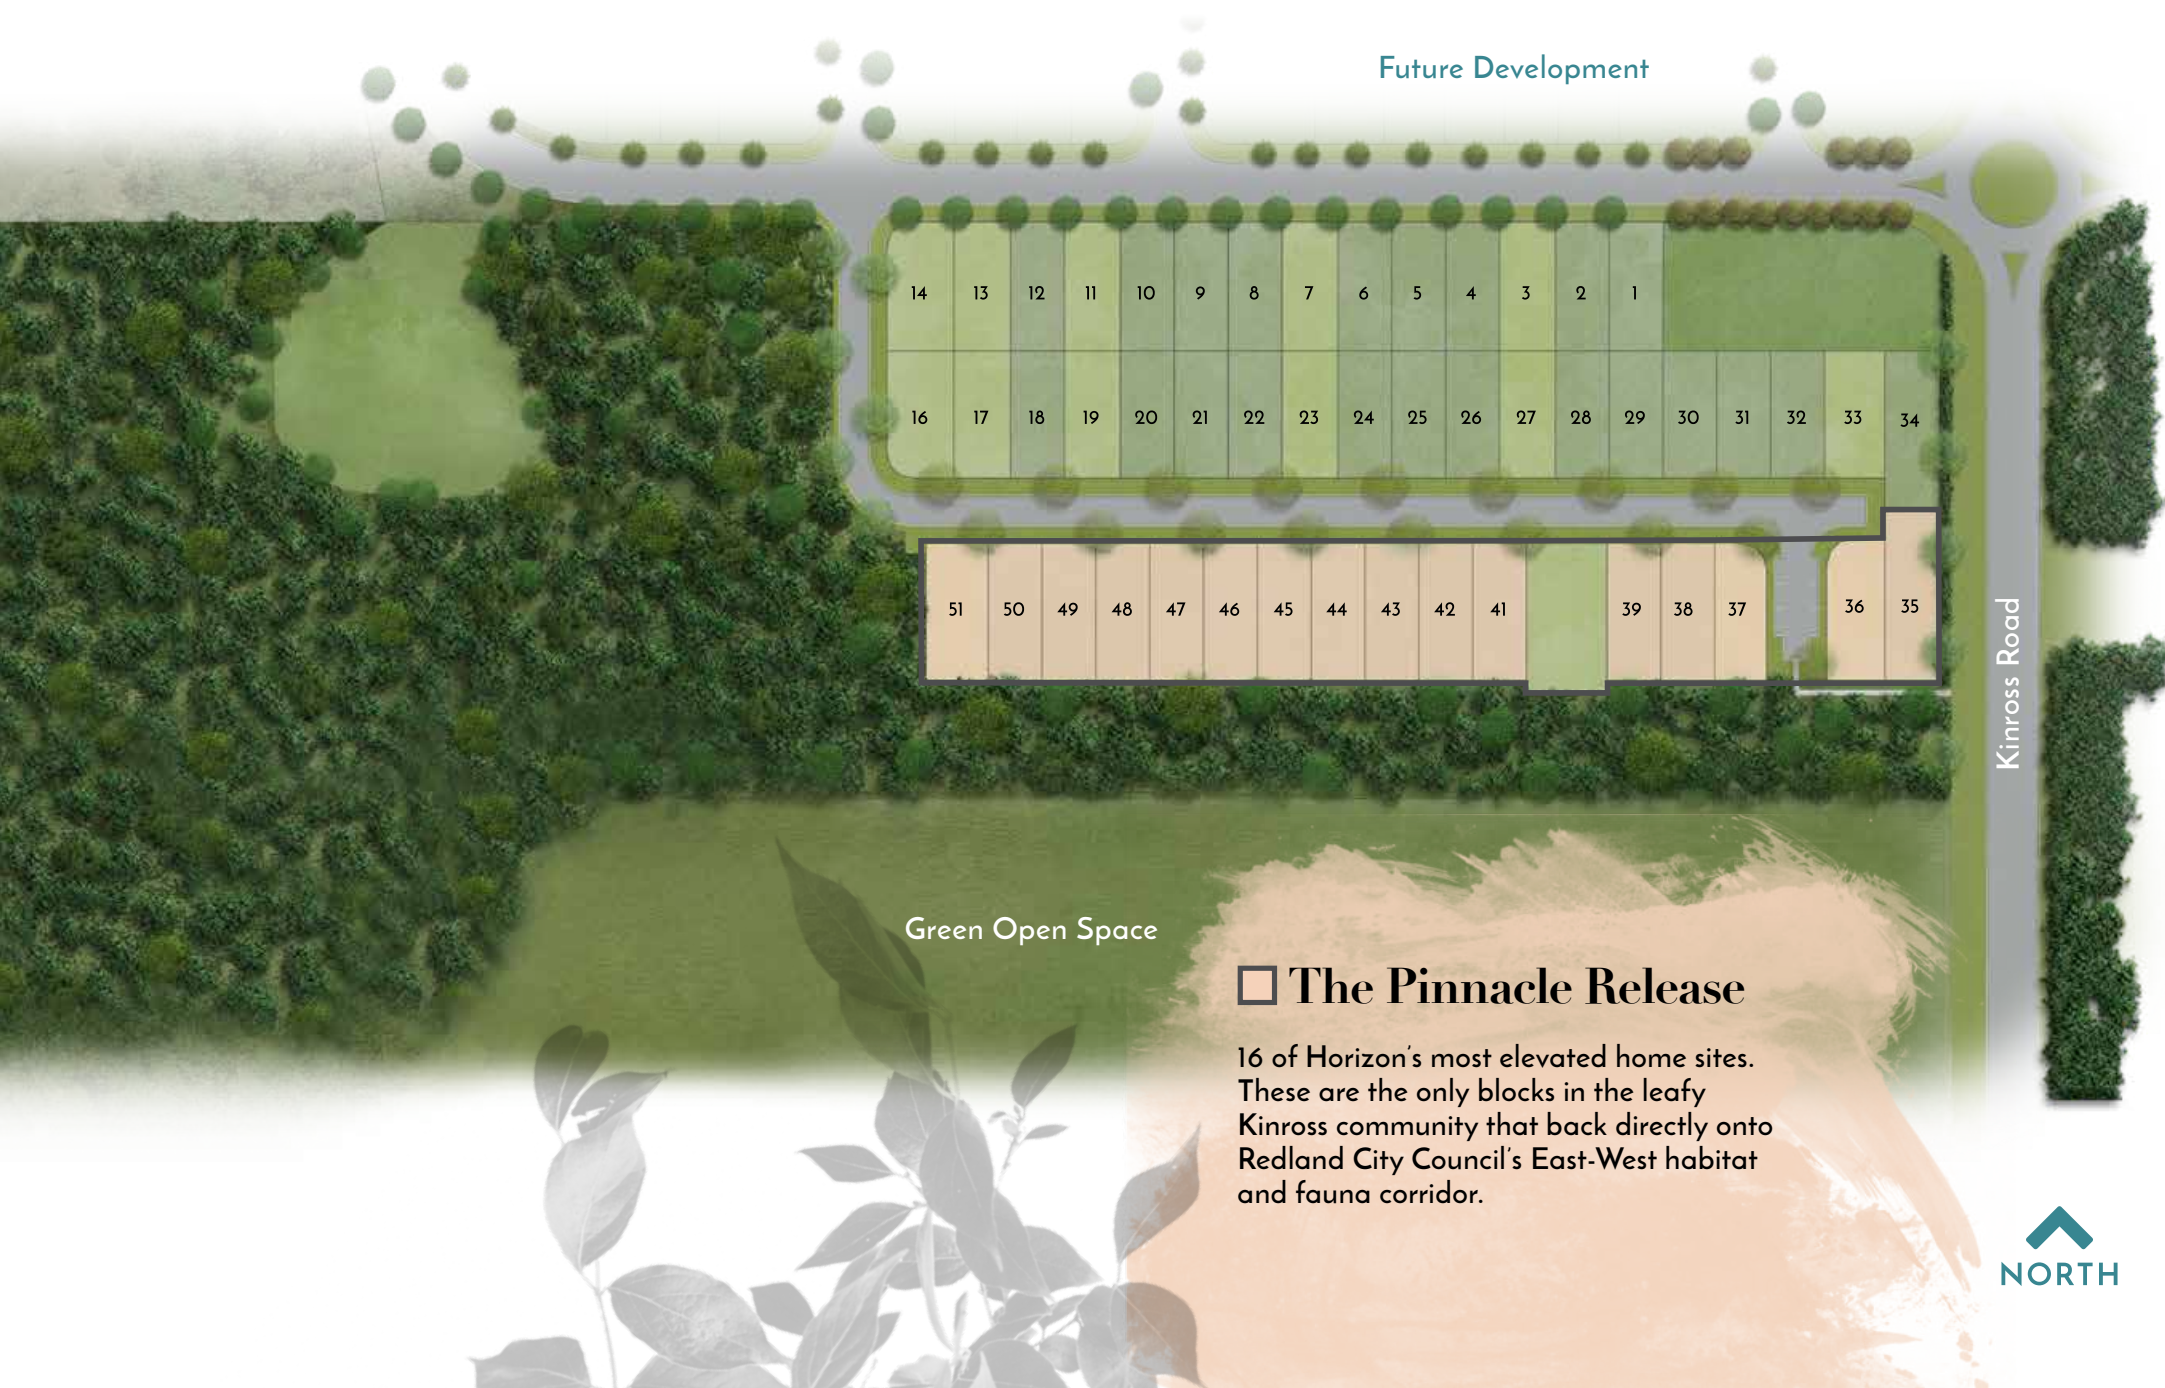 Future Development
14 13 12 11 10 9 8 7 6 5 4 3 2 1
16 17 18 19 20 21 22 23 24 25 26 27 28 29 30 31 32 33 34
51 50 49 48 47 46 45 44 43 42 41 39 38 37 36 35
Kinross Road
Green Open Space
The Pinnacle Release
16 of Horizon's most elevated home sites.
These are the only blocks in the leafy
Kinross community that back directly onto
Redland City Council's East-West habitat
and fauna corridor.
NORTH